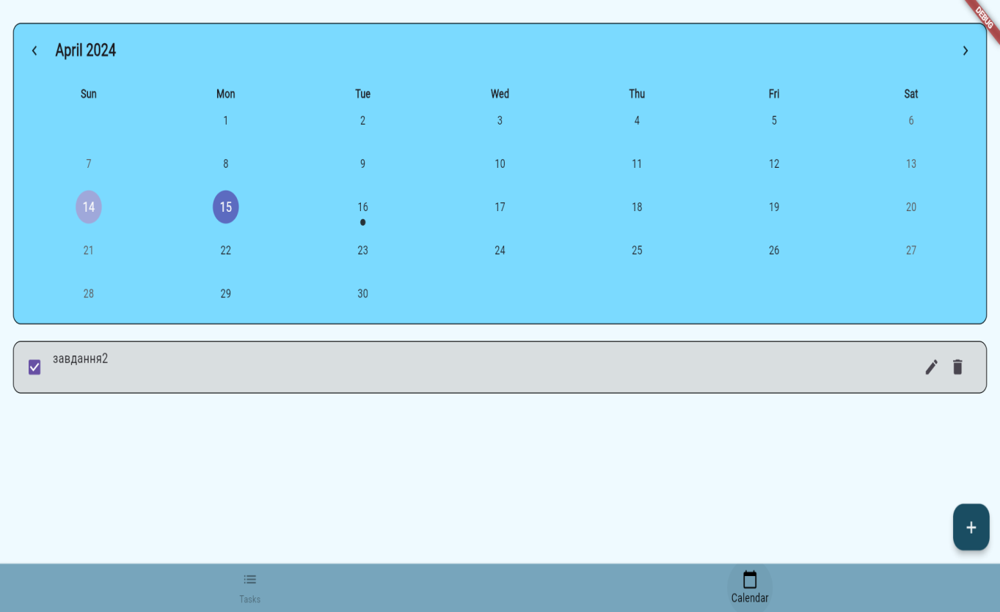 DEBUG
April 2024
Sun Mon Tue Wed Thu Fri Sat
1 2 3 4 5 6
7 8 9 10 11 12 13
14 15 16 17 18 19 20
21 22 23 24 25 26 27
28 29 30
завдання2
Tasks Calendar